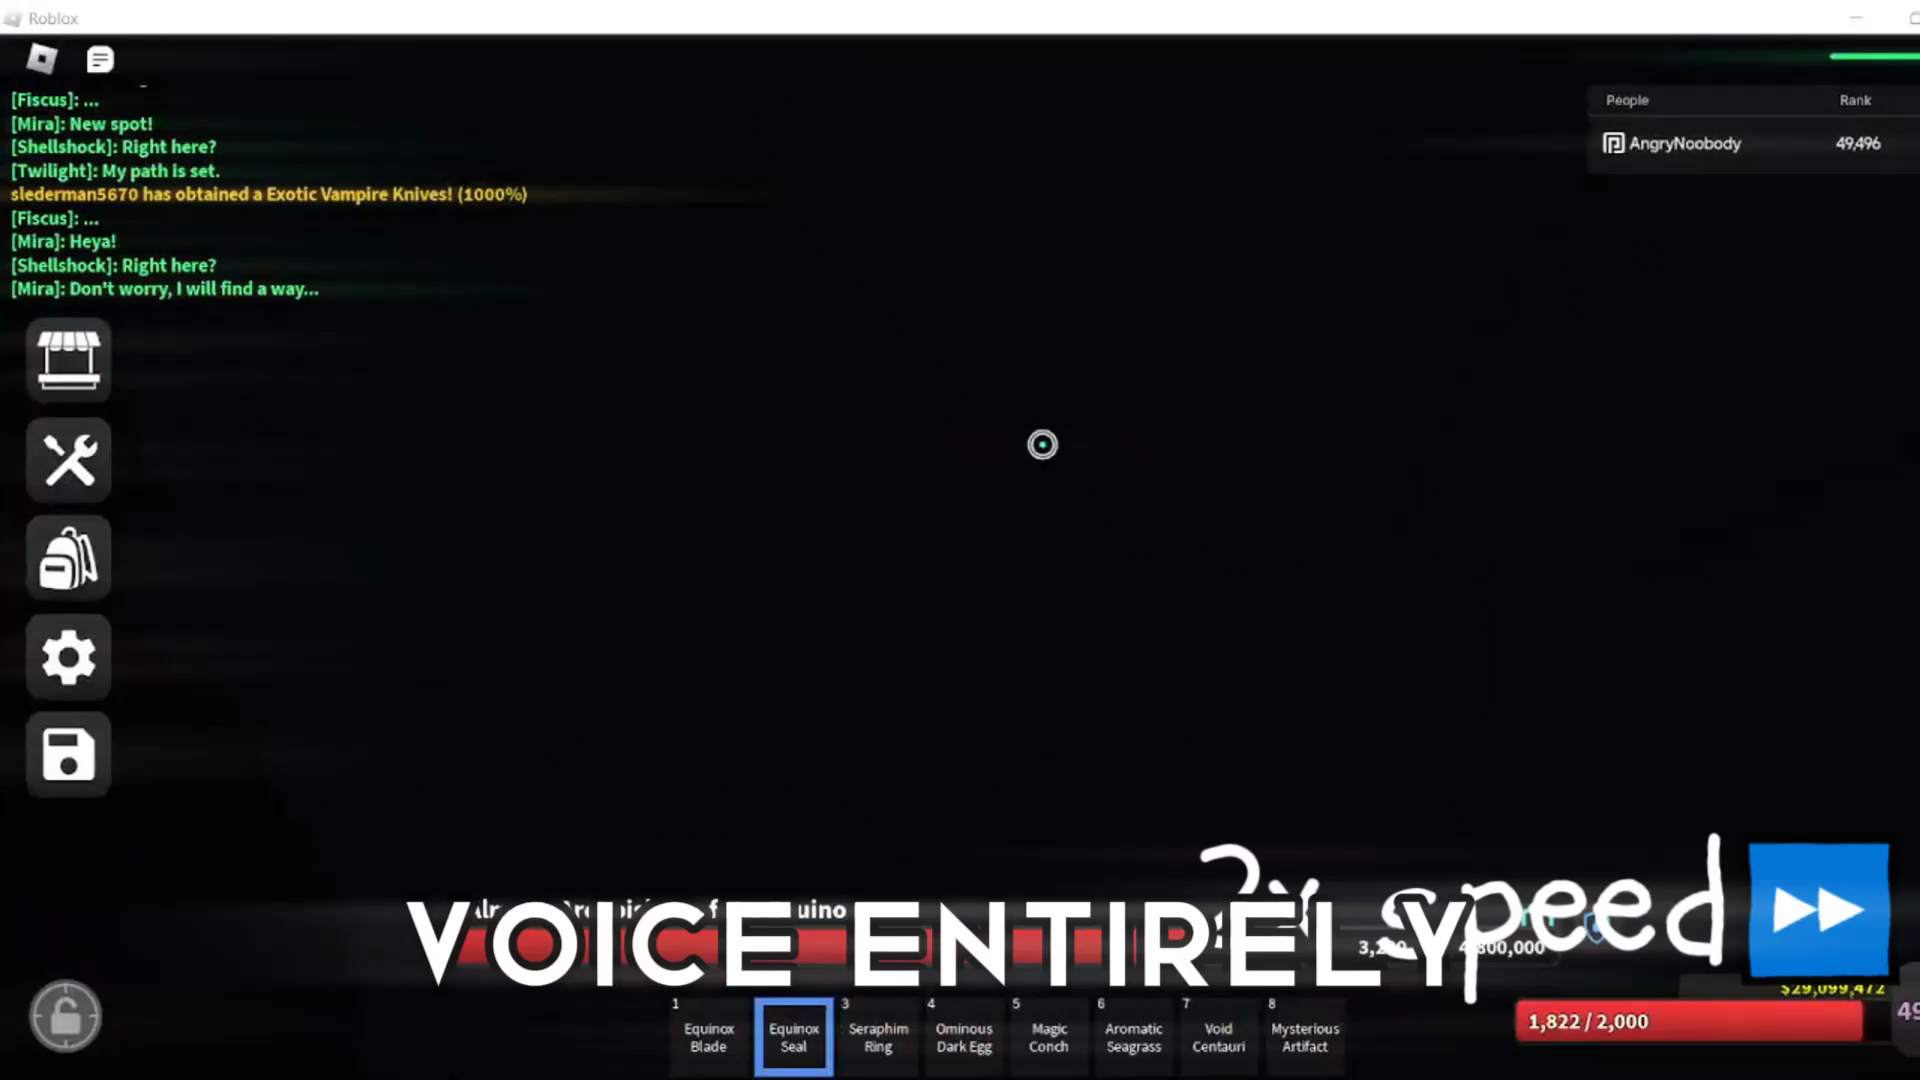 Roblox
[Fiscus]: ...
[Mira]: New spot!
[Shellshock]: Right here?
[Twilight]: My path is set.
slederman5670 has obtained a Exotic Vampire Knives! (1000%)
[Fiscus]: ...
[Mira]: Heya!
[Shellshock]: Right here?
[Mira]: Don't worry, I will find a way...
People Rank
AngryNoobody 49,496
2x speed
VOICE ENTIRELY
$29,099,472
1,822 / 2,000
1 Equinox Blade
2 Equinox Seal
3 Seraphim Ring
4 Ominous Dark Egg
5 Magic Conch
6 Aromatic Seagrass
7 Void Centauri
8 Mysterious Artifact